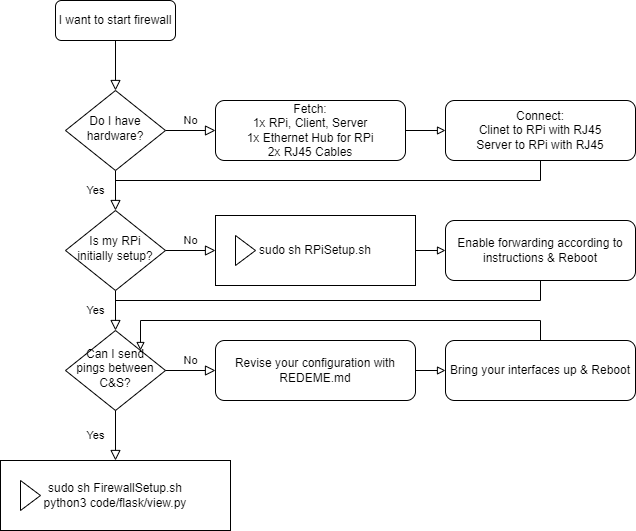 I want to start firewall
Do I have
hardware?
No
Fetch:
1x RPi, Client, Server
1x Ethernet Hub for RPi
2x RJ45 Cables
Connect:
Clinet to RPi with RJ45
Server to RPi with RJ45
Yes
Is my RPi
initially setup?
No
sudo sh RPiSetup.sh
Enable forwarding according to
instructions & Reboot
Yes
Can I send
pings between
C&S?
No
Revise your configuration with
REDEME.md
Bring your interfaces up & Reboot
Yes
sudo sh FirewallSetup.sh
python3 code/flask/view.py